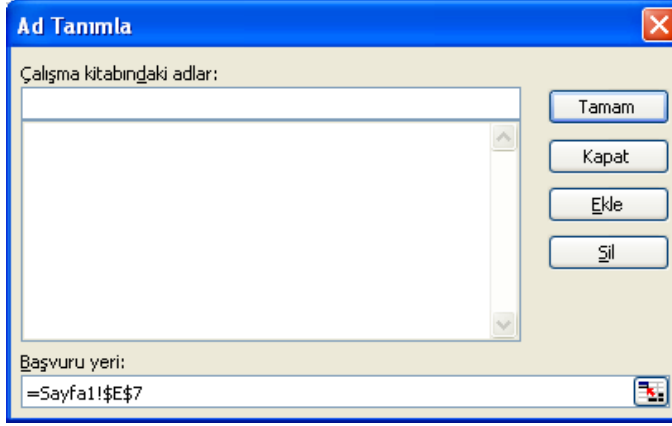 Ad Tanımla
Çalışma kitabındaki adlar:
Tamam
Kapat
Ekle
Sil
Başvuru yeri:
=Sayfa1!$E$7